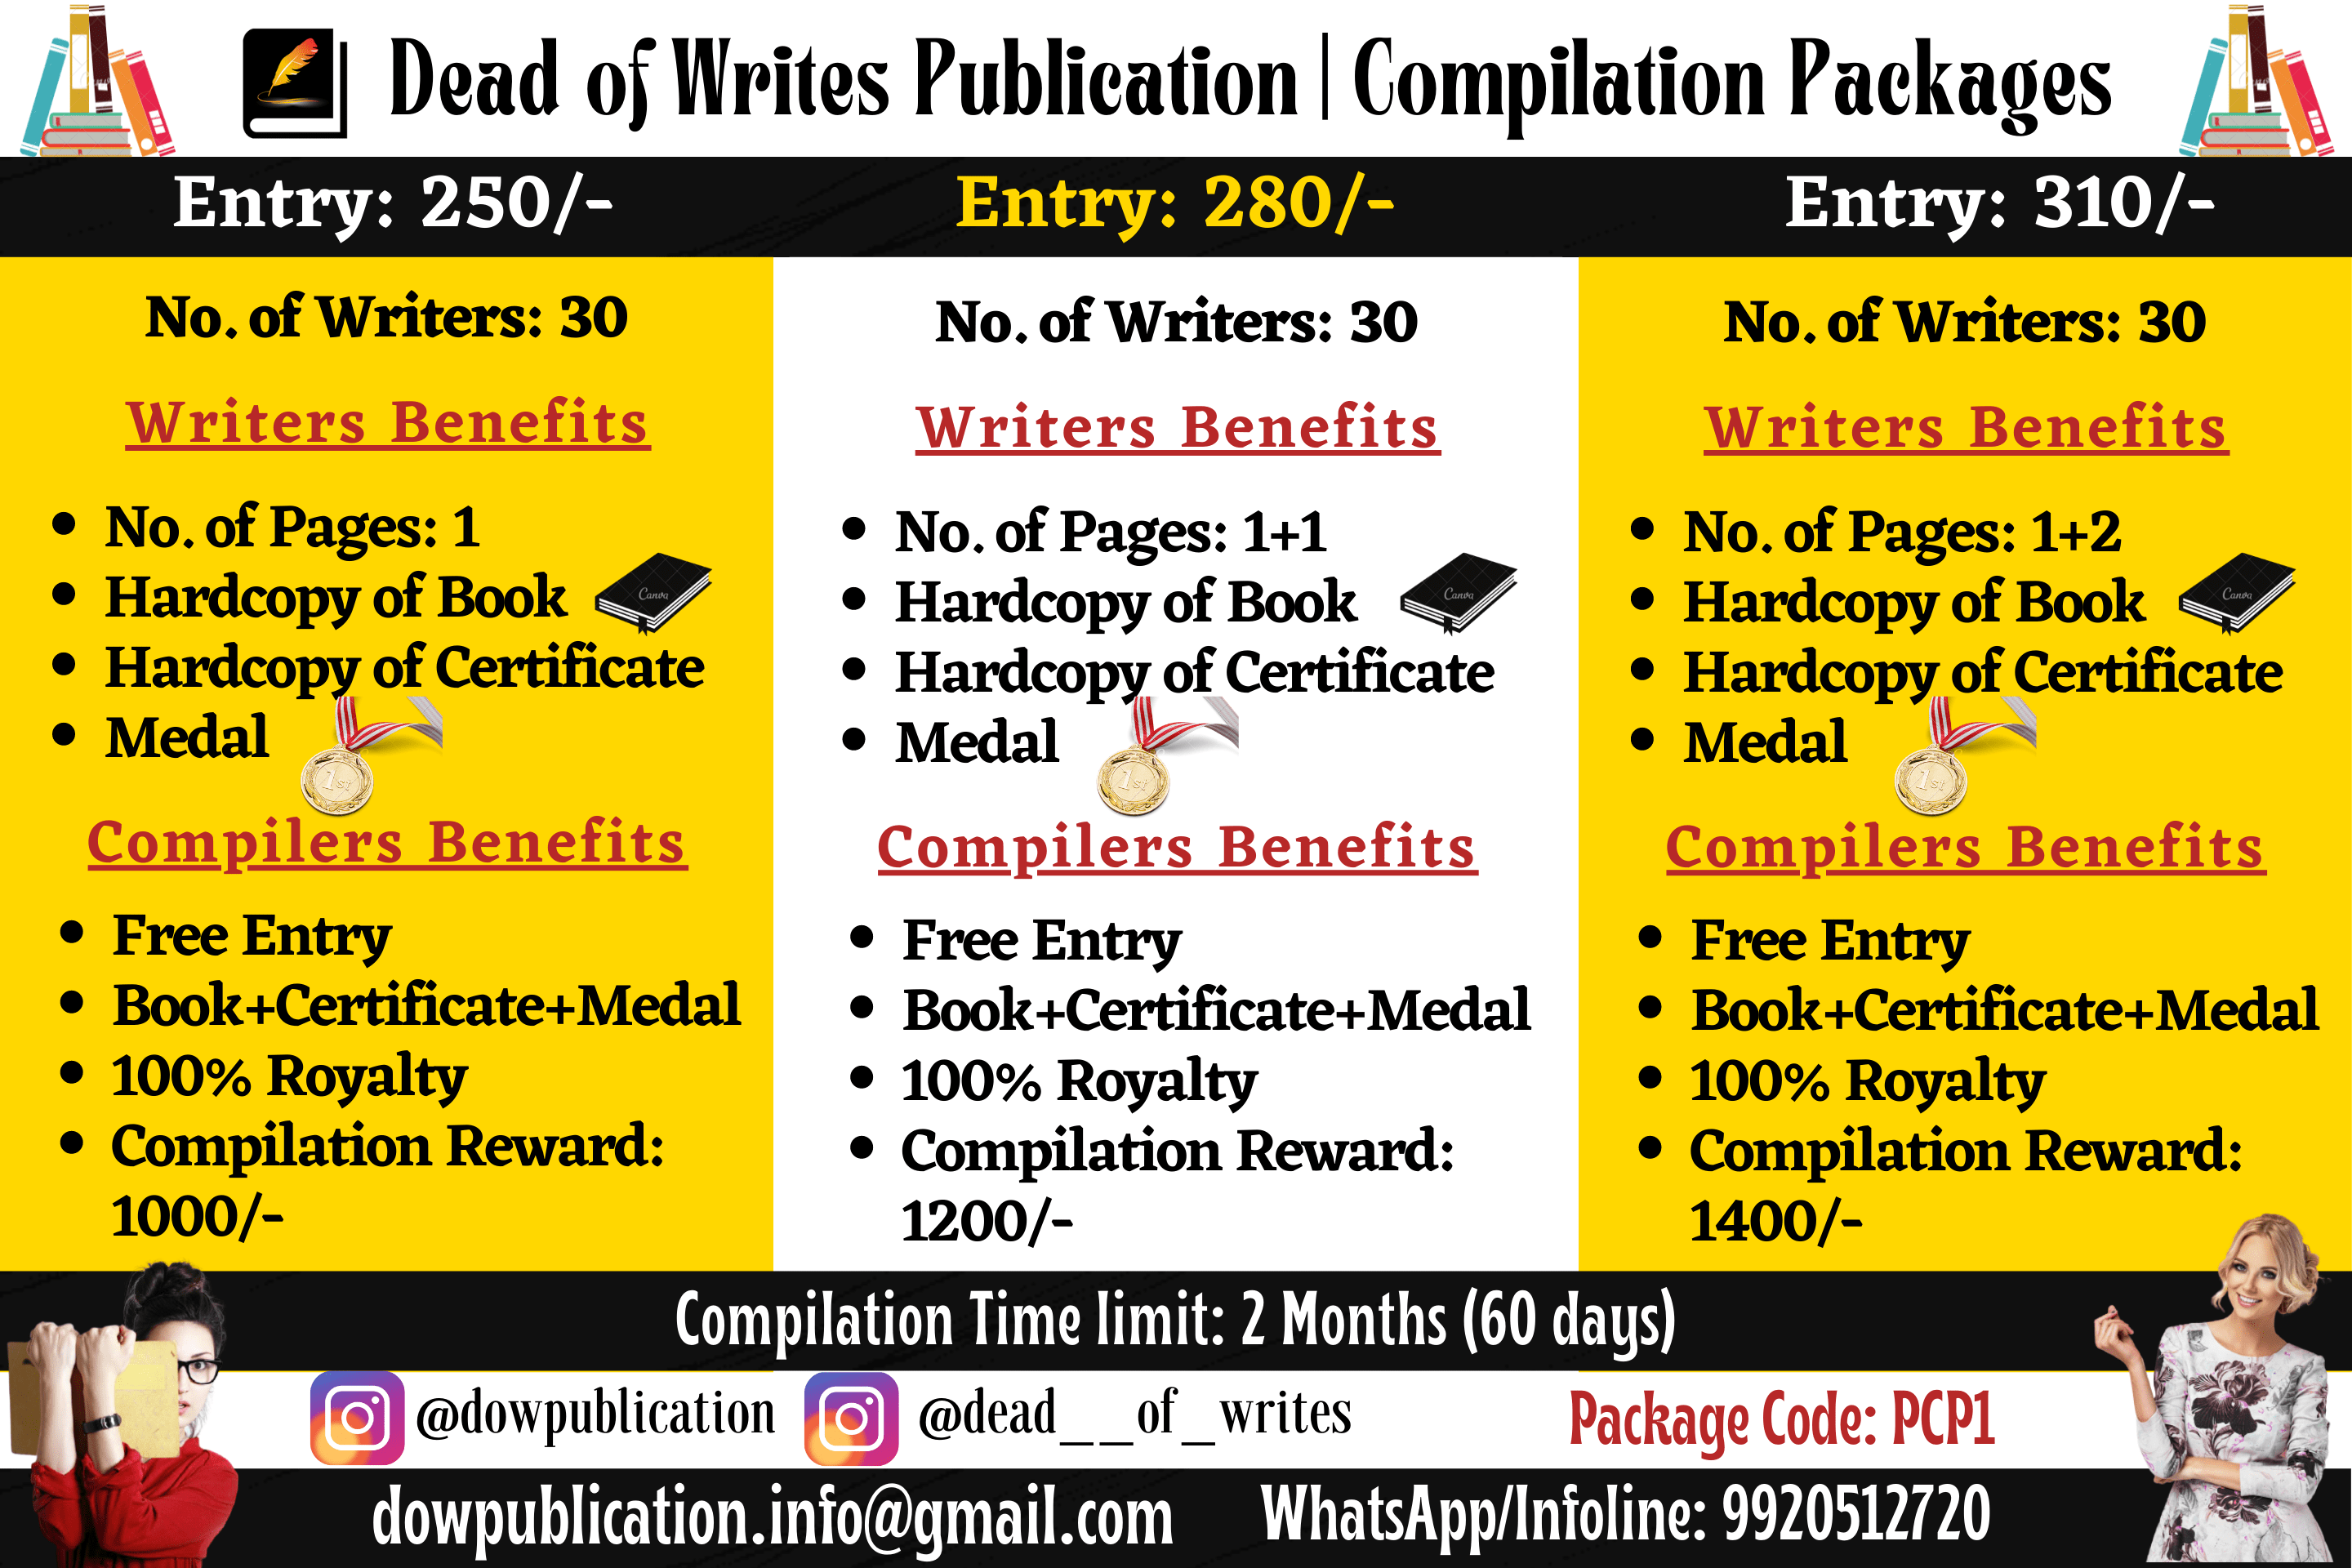 Dead of Writes Publication | Compilation Packages
Entry: 250/-
No. of Writers: 30
Writers Benefits
• No. of Pages: 1
• Hardcopy of Book
Canva
• Hardcopy of Certificate
• Medal
1st
Compilers Benefits
• Free Entry
• Book+Certificate+Medal
• 100% Royalty
• Compilation Reward:
1000/-
Entry: 280/-
No. of Writers: 30
Writers Benefits
• No. of Pages: 1+1
• Hardcopy of Book
Canva
• Hardcopy of Certificate
• Medal
1st
Compilers Benefits
• Free Entry
• Book+Certificate+Medal
• 100% Royalty
• Compilation Reward:
1200/-
Entry: 310/-
No. of Writers: 30
Writers Benefits
• No. of Pages: 1+2
• Hardcopy of Book
Canva
• Hardcopy of Certificate
• Medal
1st
Compilers Benefits
• Free Entry
• Book+Certificate+Medal
• 100% Royalty
• Compilation Reward:
1400/-
Compilation Time limit: 2 Months (60 days)
@dowpublication
@dead__of_writes
Package Code: PCP1
dowpublication.info@gmail.com
WhatsApp/Infoline: 9920512720